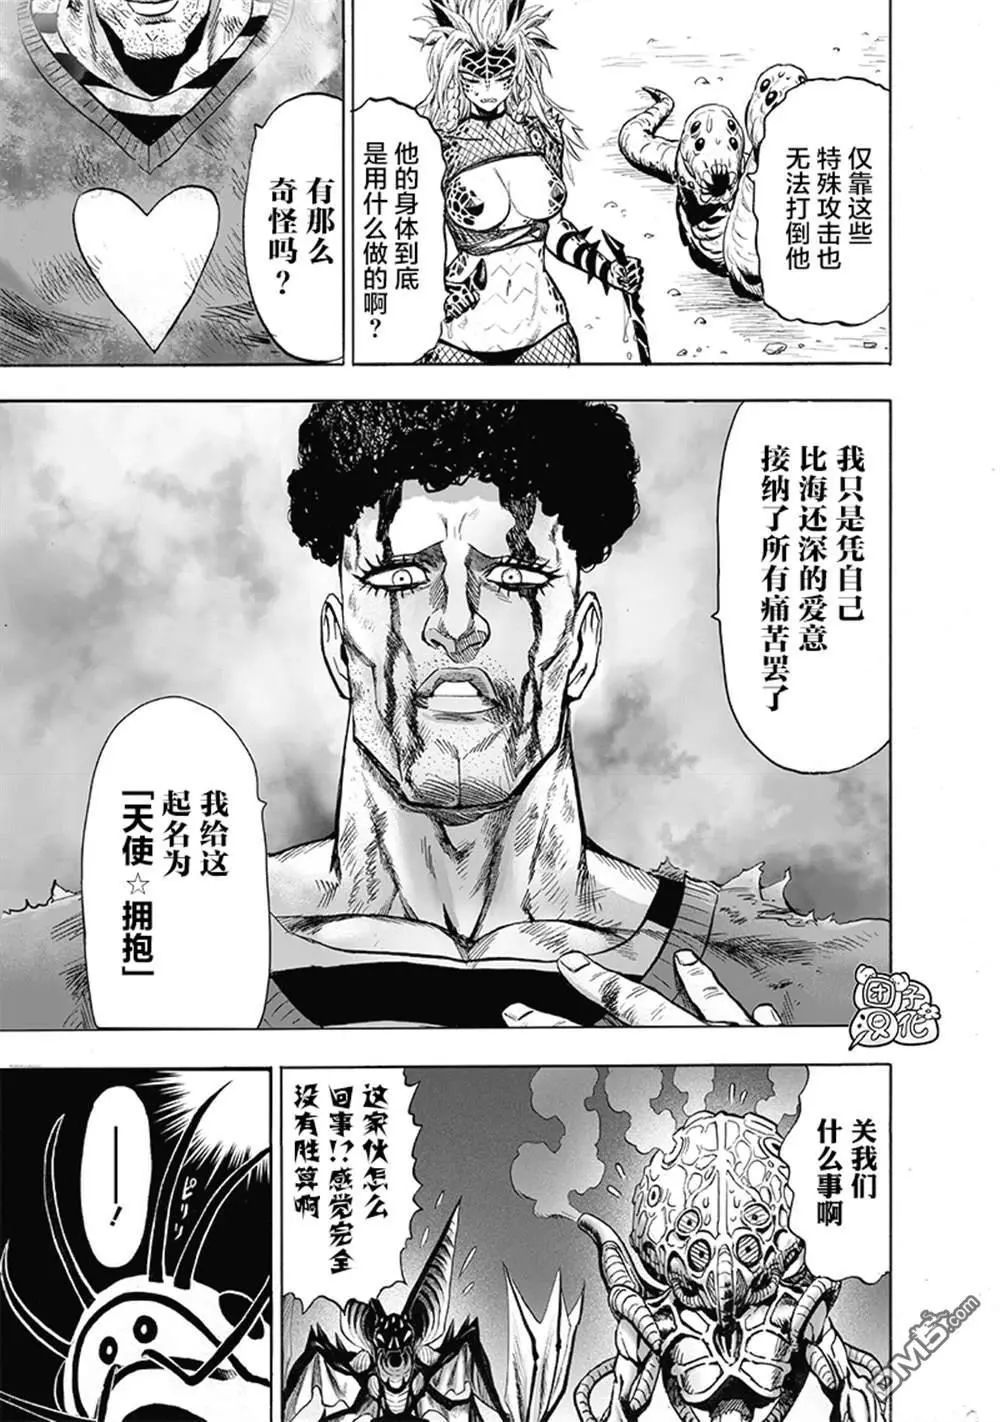 仅靠这些
特殊攻击也
无法打倒他
他的身体到底
是用什么做的啊？
有那么
奇怪吗？
我只是凭自己
比海还深的爱意
接纳了所有痛苦罢了
我给这
起名为
「天使☆拥抱」
团子
汉化
关我们
什么事啊
这家伙怎么
回事!?感觉完全
没有胜算啊
ピリッ
——！